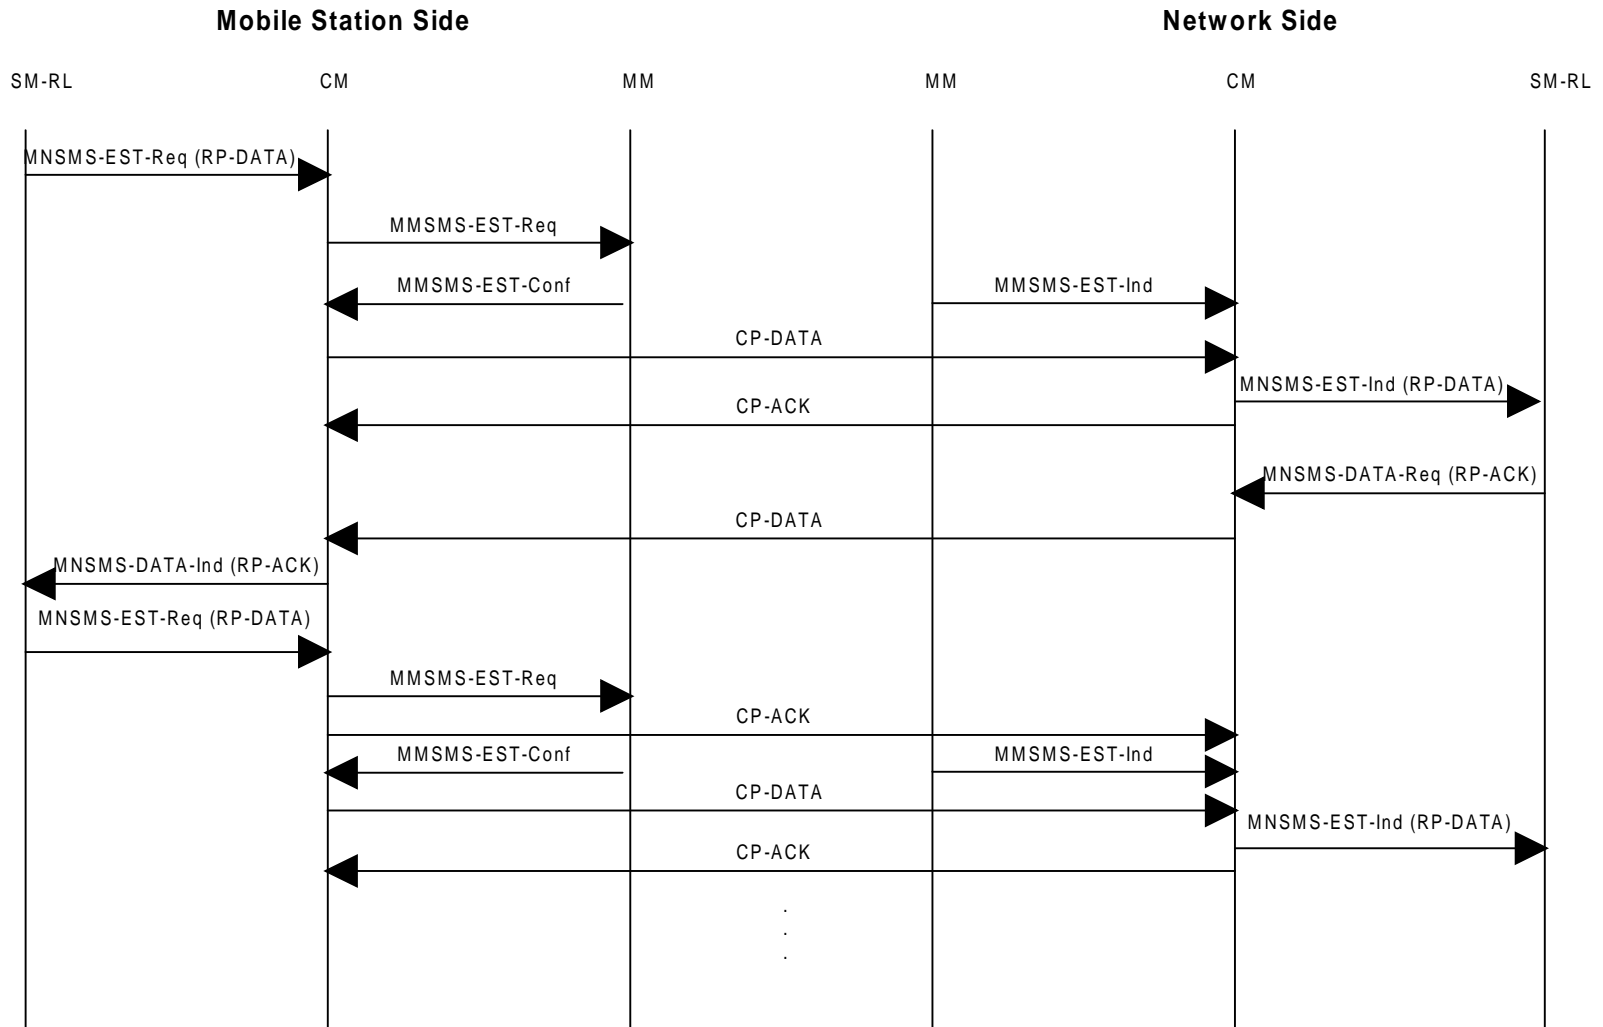 Mobile Station Side
Network Side
SM-RL
CM
MM
MM
CM
SM-RL
MNSMS-EST-Req (RP-DATA)
MMSMS-EST-Req
MMSMS-EST-Conf
MMSMS-EST-Ind
CP-DATA
MNSMS-EST-Ind (RP-DATA)
CP-ACK
MNSMS-DATA-Req (RP-ACK)
CP-DATA
MNSMS-DATA-Ind (RP-ACK)
MNSMS-EST-Req (RP-DATA)
MMSMS-EST-Req
CP-ACK
MMSMS-EST-Conf
MMSMS-EST-Ind
CP-DATA
MNSMS-EST-Ind (RP-DATA)
CP-ACK
.
.
.